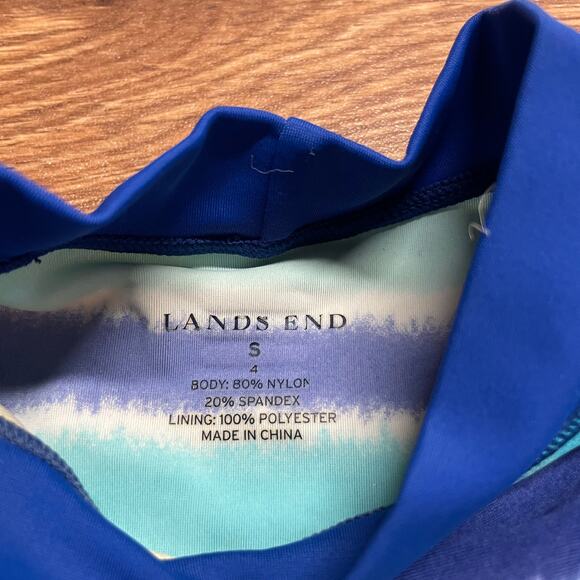 LANDS END
S
4
BODY: 80% NYLON
20% SPANDEX
LINING: 100% POLYESTER
MADE IN CHINA